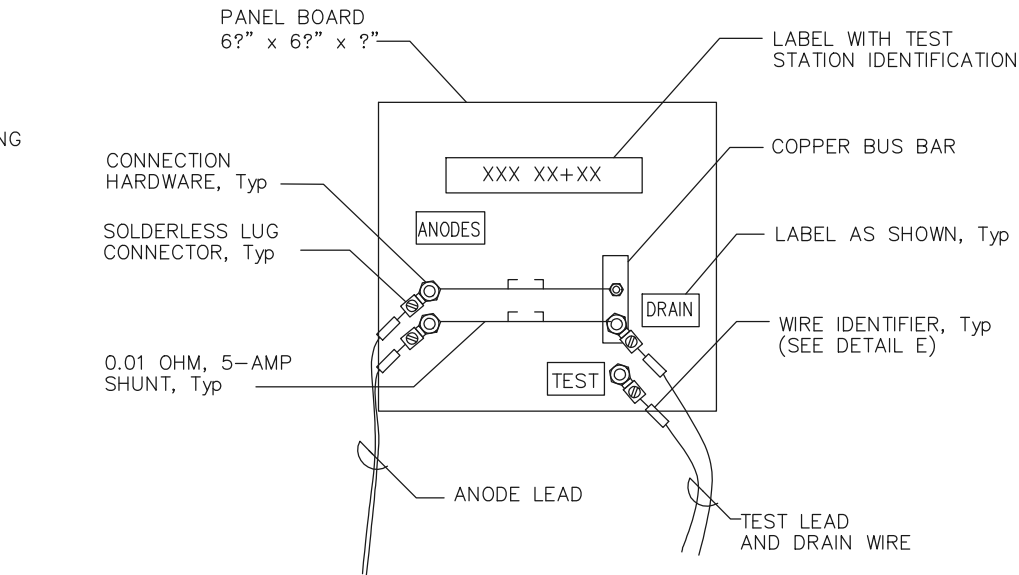 PANEL BOARD
6?" x 6?" x ?"
LABEL WITH TEST
STATION IDENTIFICATION
NG
CONNECTION
HARDWARE, Typ
COPPER BUS BAR
XXX XX+XX
SOLDERLESS LUG
CONNECTOR, Typ
ANODES
LABEL AS SHOWN, Typ
DRAIN
WIRE IDENTIFIER, Typ
(SEE DETAIL E)
0.01 OHM, 5-AMP
SHUNT, Typ
TEST
ANODE LEAD
TEST LEAD
AND DRAIN WIRE